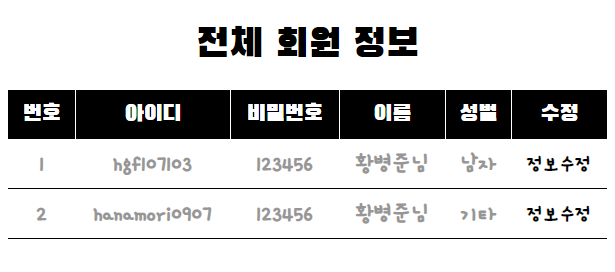 전체 회원 정보
번호 아이디 비밀번호 이름 성별 수정
1 hgf107103 123456 황병준님 남자 정보수정
2 hanamori0907 123456 황병준님 기타 정보수정